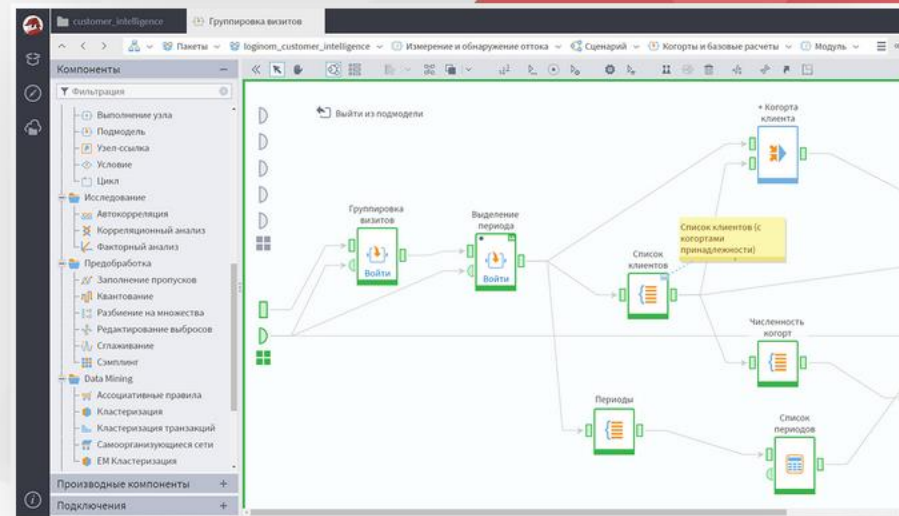 customer_intelligence
Группировка визитов
Пакеты
loginom_customer_intelligence
Измерение и обнаружение оттока
Сценарий
Когорты и базовые расчеты
Модуль
Компоненты
Фильтрация
Выполнение узла
Подмодель
Узел-ссылка
Условие
Цикл
Исследование
Автокорреляция
Корреляционный анализ
Факторный анализ
Предобработка
Заполнение пропусков
Квантование
Разбиение на множества
Редактирование выбросов
Сглаживание
Сэмплинг
Data Mining
Ассоциативные правила
Кластеризация
Кластеризация транзакций
Самоорганизующиеся сети
EM Кластеризация
Производные компоненты
Подключения
Выйти из подмодели
+ Когорта
клиента
Группировка
визитов
Войти
Выделение
периода
Войти
Список клиентов (с
когортами
принадлежности)
Список
клиентов
Численность
когорт
Периоды
Список
периодов